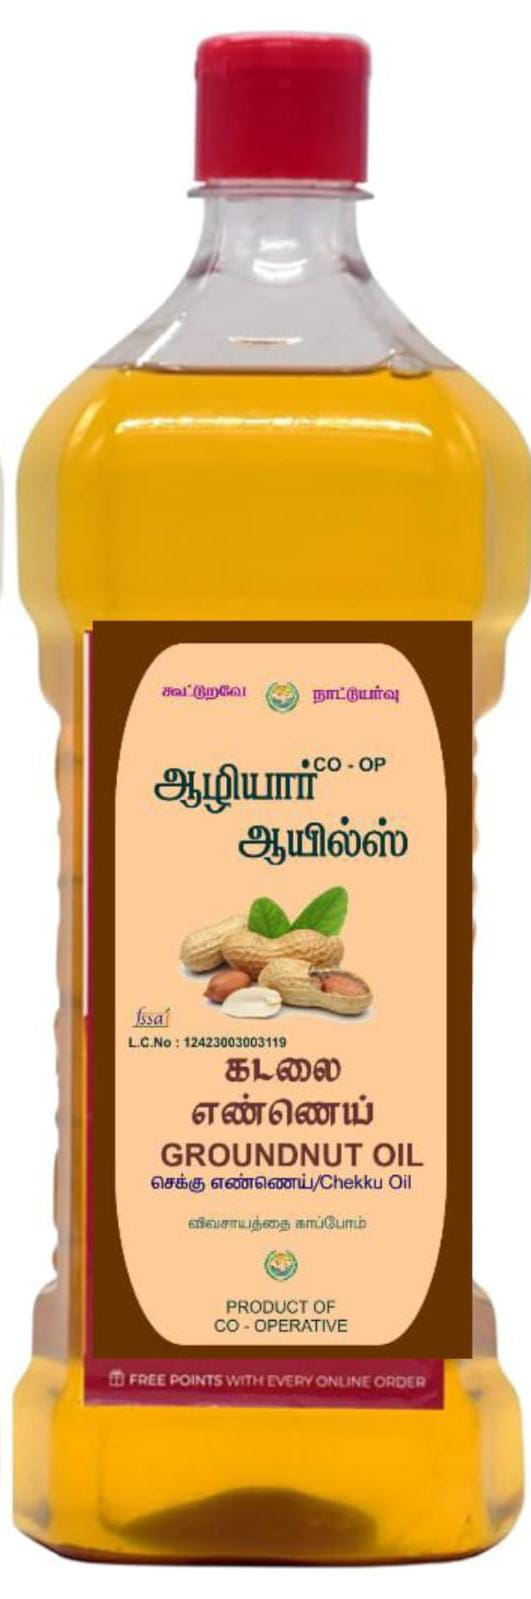 கூட்டுறவே நாட்டுயர்வு
ஆழியார் CO - OP
ஆயில்ஸ்
fssai
L.C.No : 12423003003119
கடலை
எண்ணெய்
GROUNDNUT OIL
செக்கு எண்ணெய்/Chekku Oil
விவசாயத்தை காப்போம்
PRODUCT OF
CO - OPERATIVE
FREE POINTS WITH EVERY ONLINE ORDER